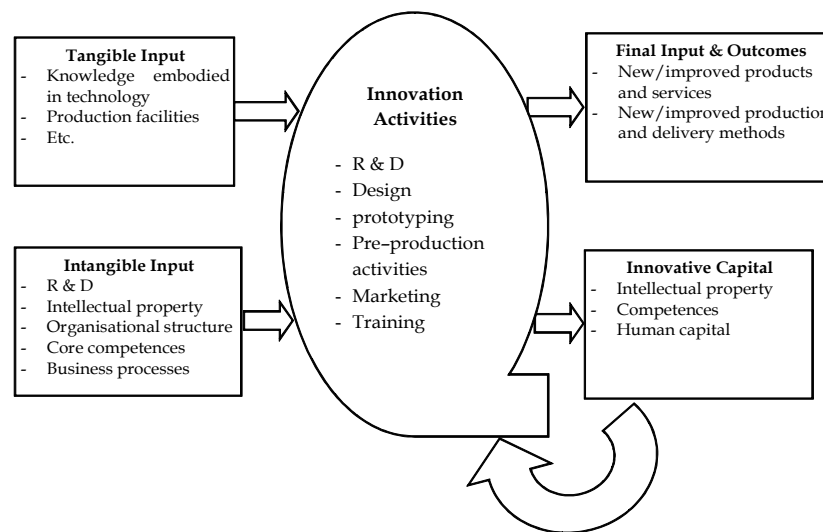 Tangible Input
- Knowledge embodied
in technology
- Production facilities
- Etc.
Intangible Input
- R & D
- Intellectual property
- Organisational structure
- Core competences
- Business processes
Innovation
Activities
- R & D
- Design
- prototyping
- Pre–production
activities
- Marketing
- Training
Final Input & Outcomes
- New/improved products
and services
- New/improved production
and delivery methods
Innovative Capital
- Intellectual property
- Competences
- Human capital